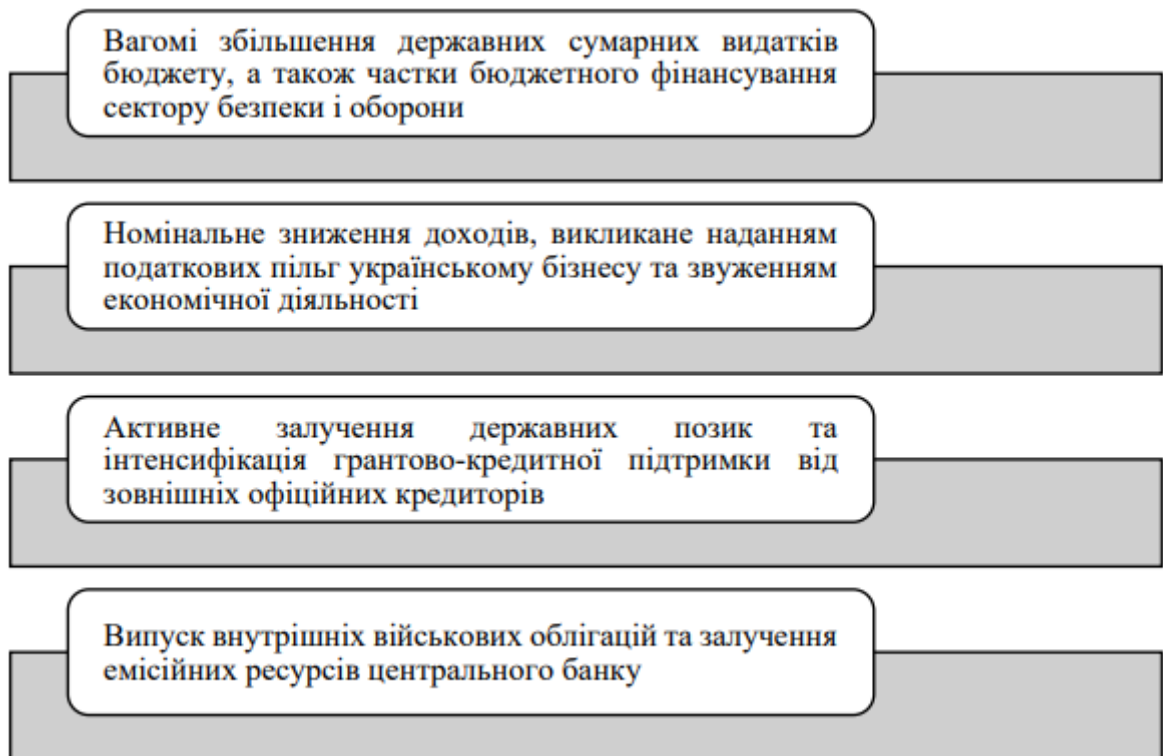 Вагомі збільшення державних сумарних видатків
бюджету, а також частки бюджетного фінансування
сектору безпеки і оборони
Номінальне зниження доходів, викликане наданням
податкових пільг українському бізнесу та звуженням
економічної діяльності
Активне залучення державних позик та
інтенсифікація грантово-кредитної підтримки від
зовнішніх офіційних кредиторів
Випуск внутрішніх військових облігацій та залучення
емісійних ресурсів центрального банку